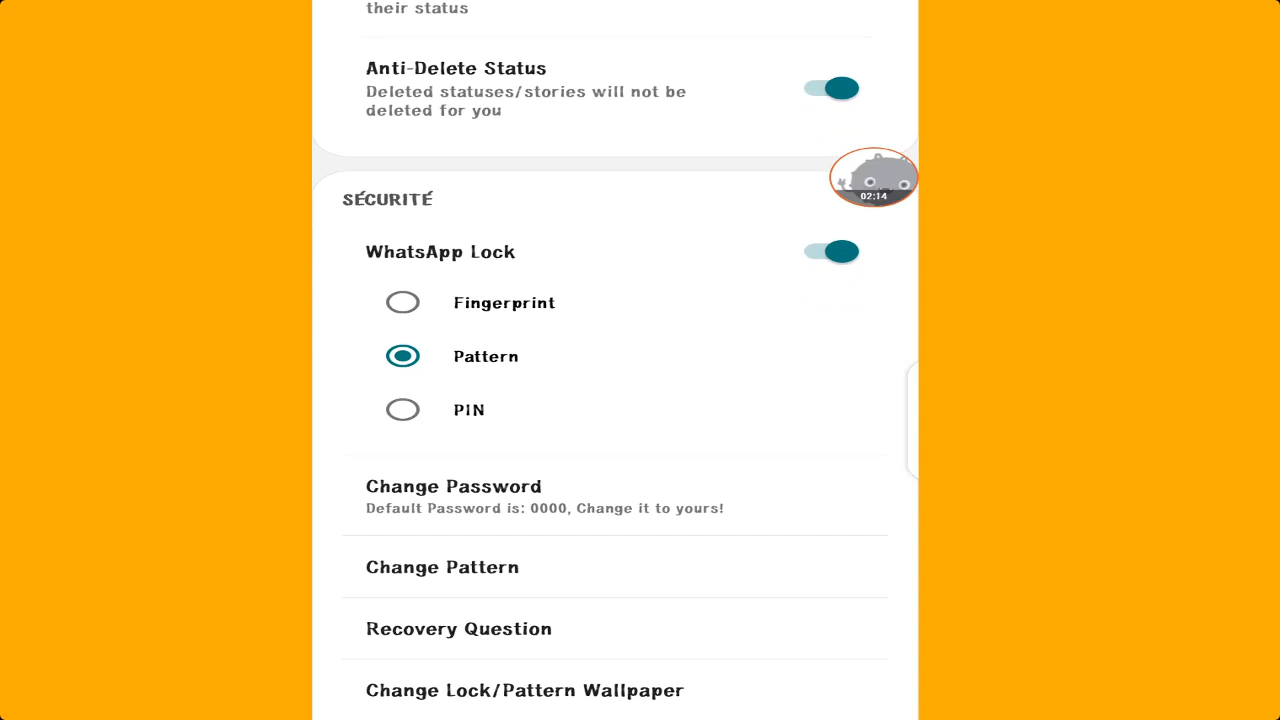 their status
Anti-Delete Status
Deleted statuses/stories will not be
deleted for you
02:14
SÉCURITÉ
WhatsApp Lock
Fingerprint
Pattern
PIN
Change Password
Default Password is: 0000, Change it to yours!
Change Pattern
Recovery Question
Change Lock/Pattern Wallpaper